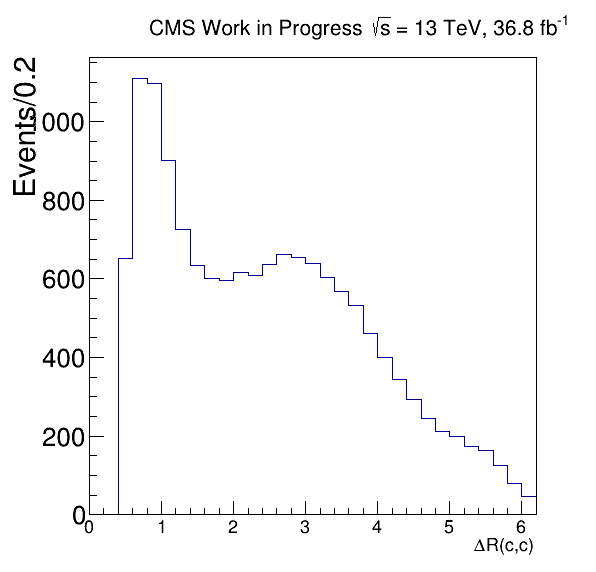 CMS Work in Progress √s = 13 TeV, 36.8 fb⁻¹
Events/0.2
1000
800
600
400
200
0
0 1 2 3 4 5 6
ΔR(c,c)